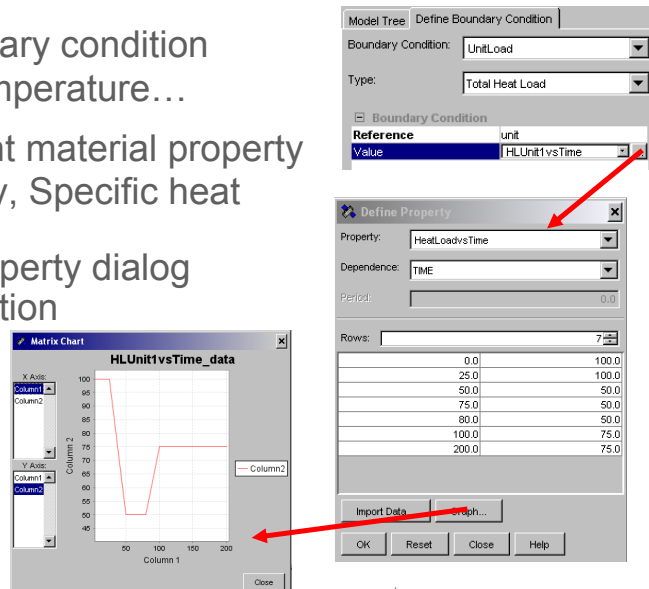 ary condition
mperature…
nt material property
y, Specific heat
perty dialog
tion
Model Tree Define Boundary Condition
Boundary Condition: UnitLoad
Type: Total Heat Load
Boundary Condition
Reference unit
Value HLUnit1vsTime ...
Define Property
Property: HeatLoadvsTime
Dependence: TIME
Period: 0.0
Rows: 7
0.0 100.0
25.0 100.0
50.0 50.0
75.0 50.0
80.0 50.0
100.0 75.0
200.0 75.0
Import Data Graph...
OK Reset Close Help
Matrix Chart
HLUnit1vsTime_data
X Axis:
Column1
Column2
Y Axis:
Column1
Column2
Column 2
100
95
90
85
80
75
70
65
60
55
50
45
50 100 150 200
Column 1
Column2
Close